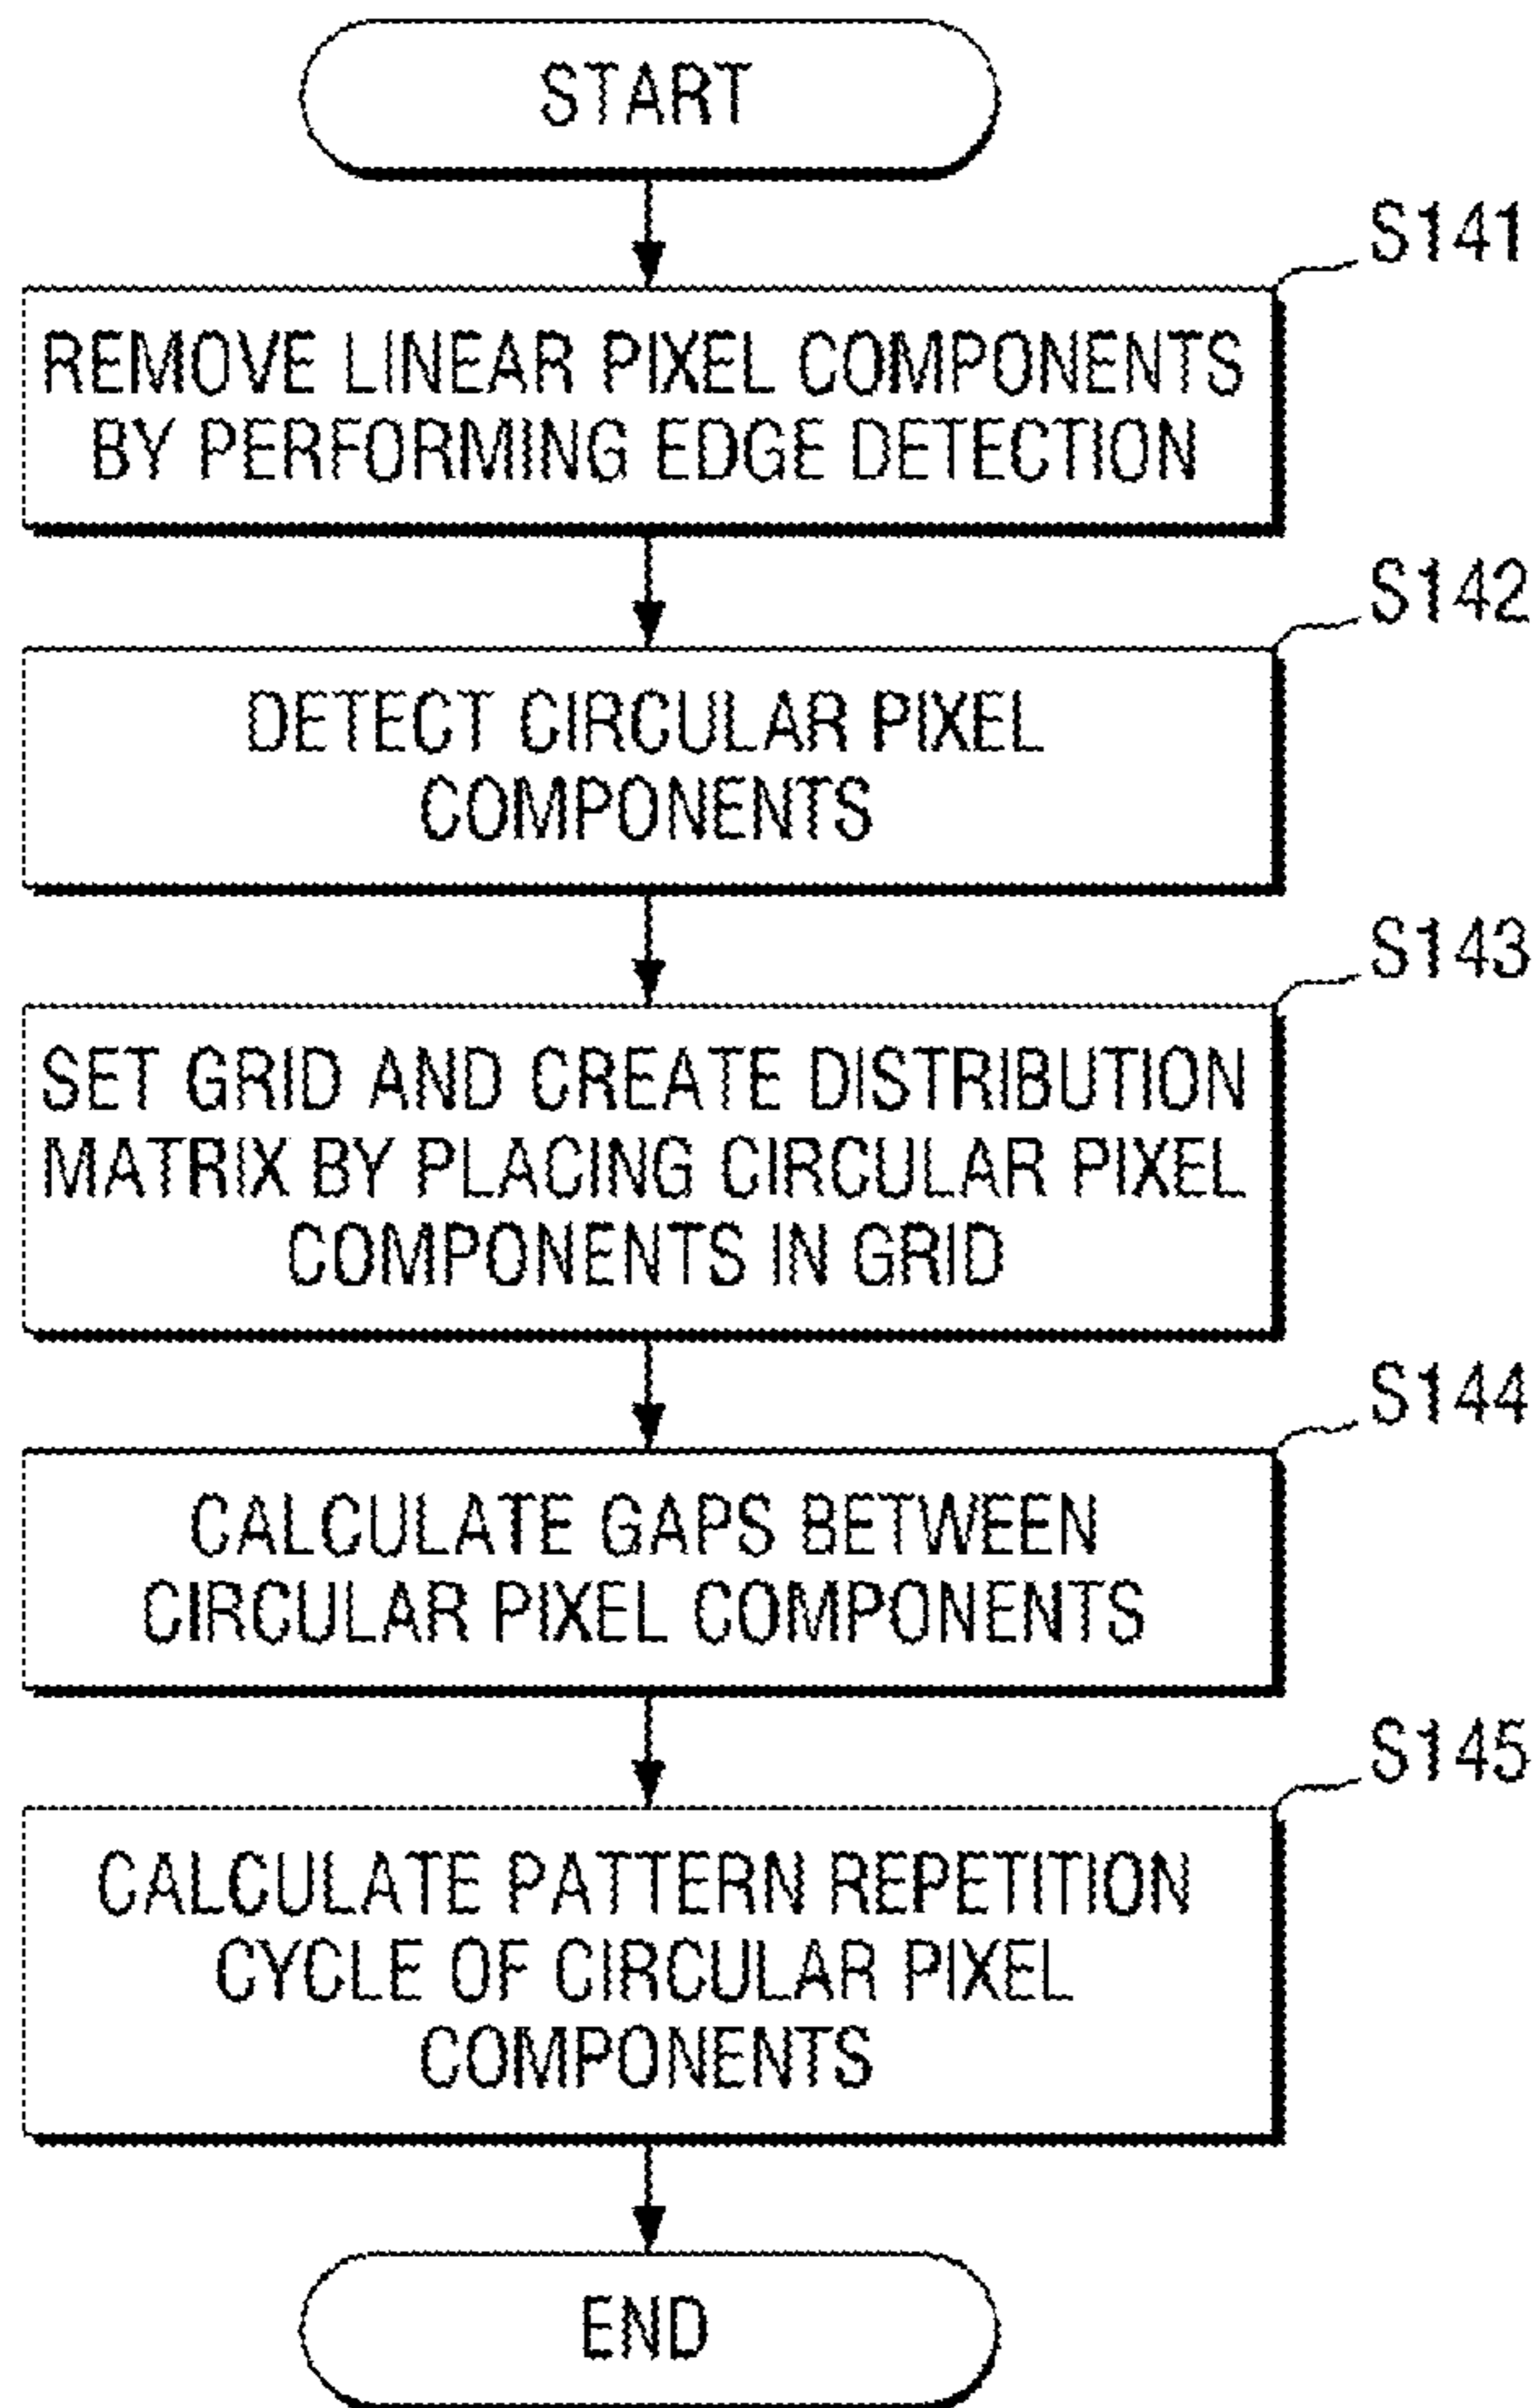 START
S141
REMOVE LINEAR PIXEL COMPONENTS
BY PERFORMING EDGE DETECTION
S142
DETECT CIRCULAR PIXEL
COMPONENTS
S143
SET GRID AND CREATE DISTRIBUTION
MATRIX BY PLACING CIRCULAR PIXEL
COMPONENTS IN GRID
S144
CALCULATE GAPS BETWEEN
CIRCULAR PIXEL COMPONENTS
S145
CALCULATE PATTERN REPETITION
CYCLE OF CIRCULAR PIXEL
COMPONENTS
END